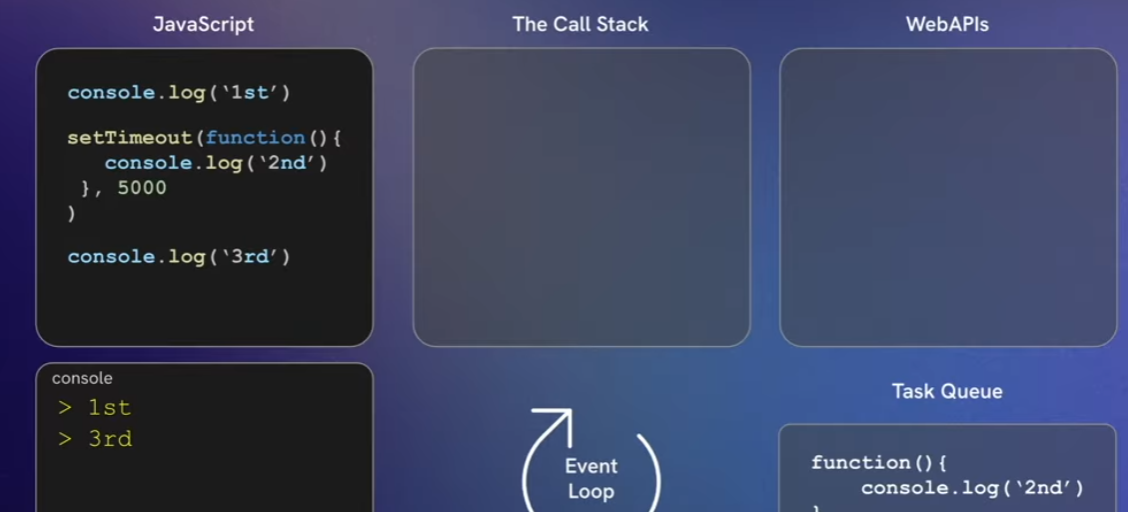 JavaScript
console.log(‘1st’)
setTimeout(function(){
console.log(‘2nd’)
}, 5000
)
console.log(‘3rd’)
The Call Stack
WebAPIs
console
> 1st
> 3rd
Event
Loop
Task Queue
function(){
console.log(‘2nd’)
}